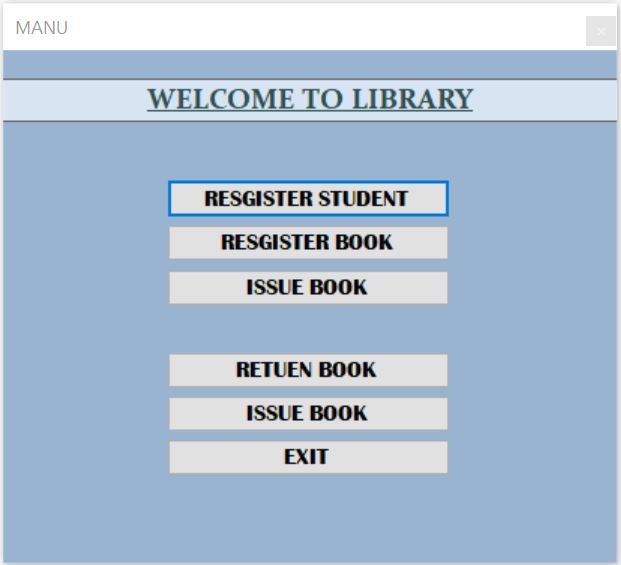 MANU
WELCOME TO LIBRARY
RESGISTER STUDENT
RESGISTER BOOK
ISSUE BOOK
RETUEN BOOK
ISSUE BOOK
EXIT